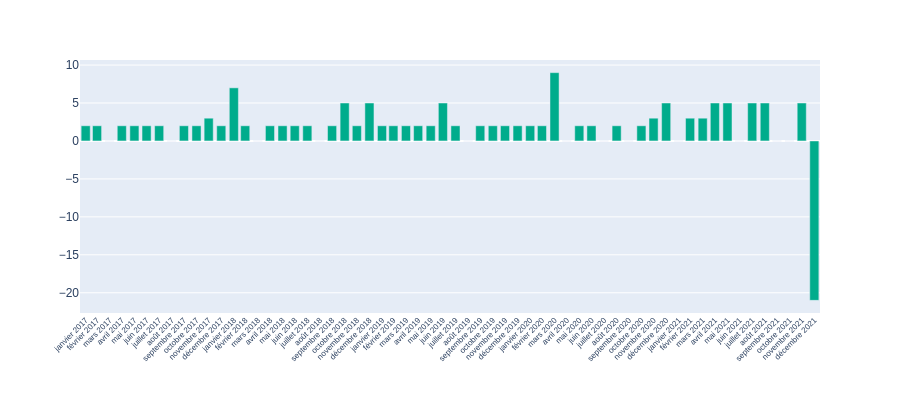 10
5
0
−5
−10
−15
−20
janvier 2017
février 2017
mars 2017
avril 2017
mai 2017
juin 2017
juillet 2017
août 2017
septembre 2017
octobre 2017
novembre 2017
décembre 2017
janvier 2018
février 2018
mars 2018
avril 2018
mai 2018
juin 2018
juillet 2018
août 2018
septembre 2018
octobre 2018
novembre 2018
décembre 2018
janvier 2019
février 2019
mars 2019
avril 2019
mai 2019
juin 2019
juillet 2019
août 2019
septembre 2019
octobre 2019
novembre 2019
décembre 2019
janvier 2020
février 2020
mars 2020
avril 2020
mai 2020
juin 2020
juillet 2020
août 2020
septembre 2020
octobre 2020
novembre 2020
décembre 2020
janvier 2021
février 2021
mars 2021
avril 2021
mai 2021
juin 2021
juillet 2021
août 2021
septembre 2021
octobre 2021
novembre 2021
décembre 2021